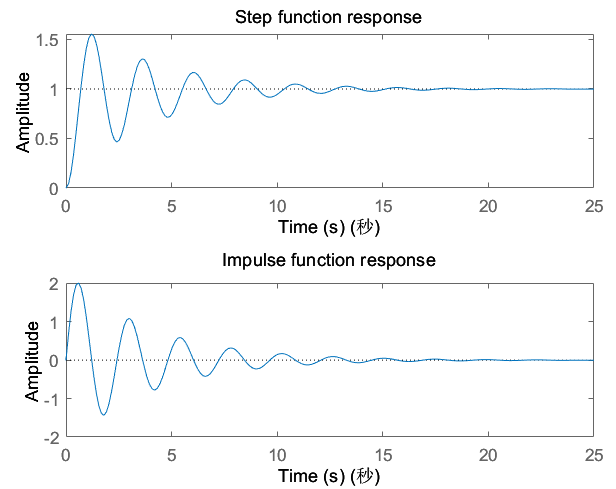 Step function response
1.5
1
0.5
0
Amplitude
0 5 10 15 20 25
Time (s) (秒)
Impulse function response
2
1
0
-1
-2
Amplitude
0 5 10 15 20 25
Time (s) (秒)